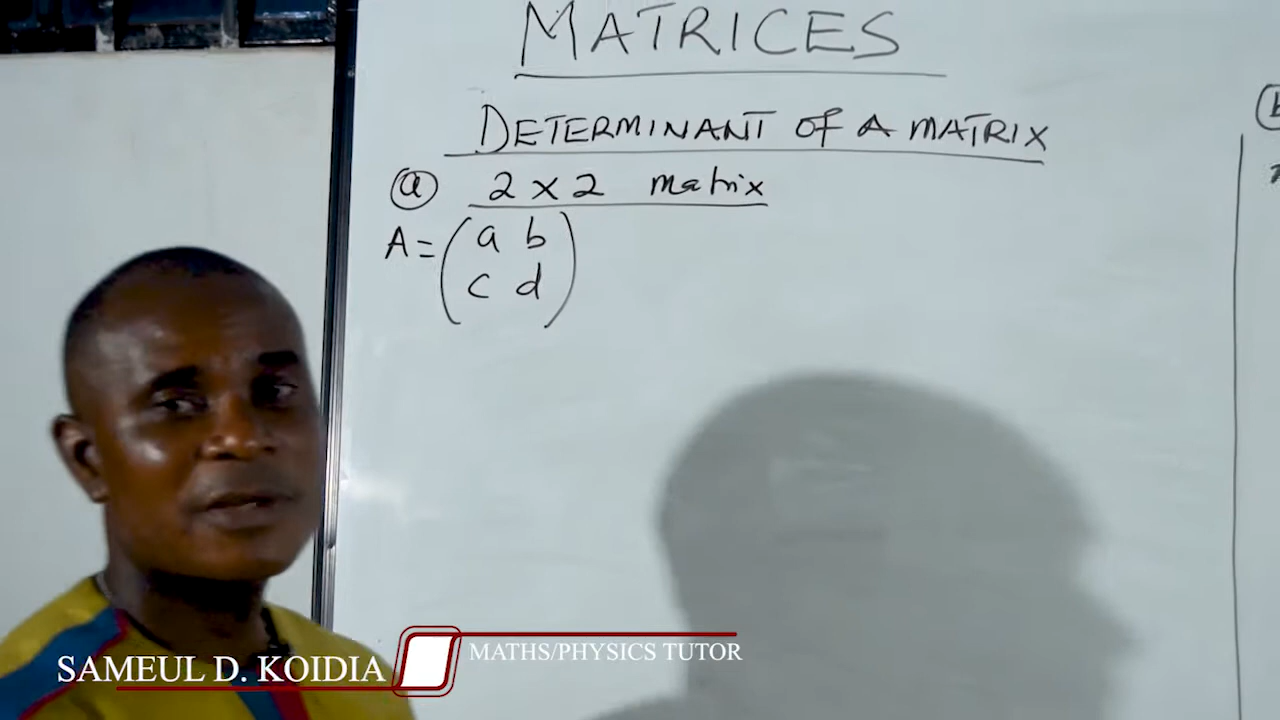 MATRICES
DETERMINANT OF A MATRIX
(a) 2 x 2 matrix
A = ( a b
c d )
SAMEUL D. KOIDIA
MATHS/PHYSICS TUTOR